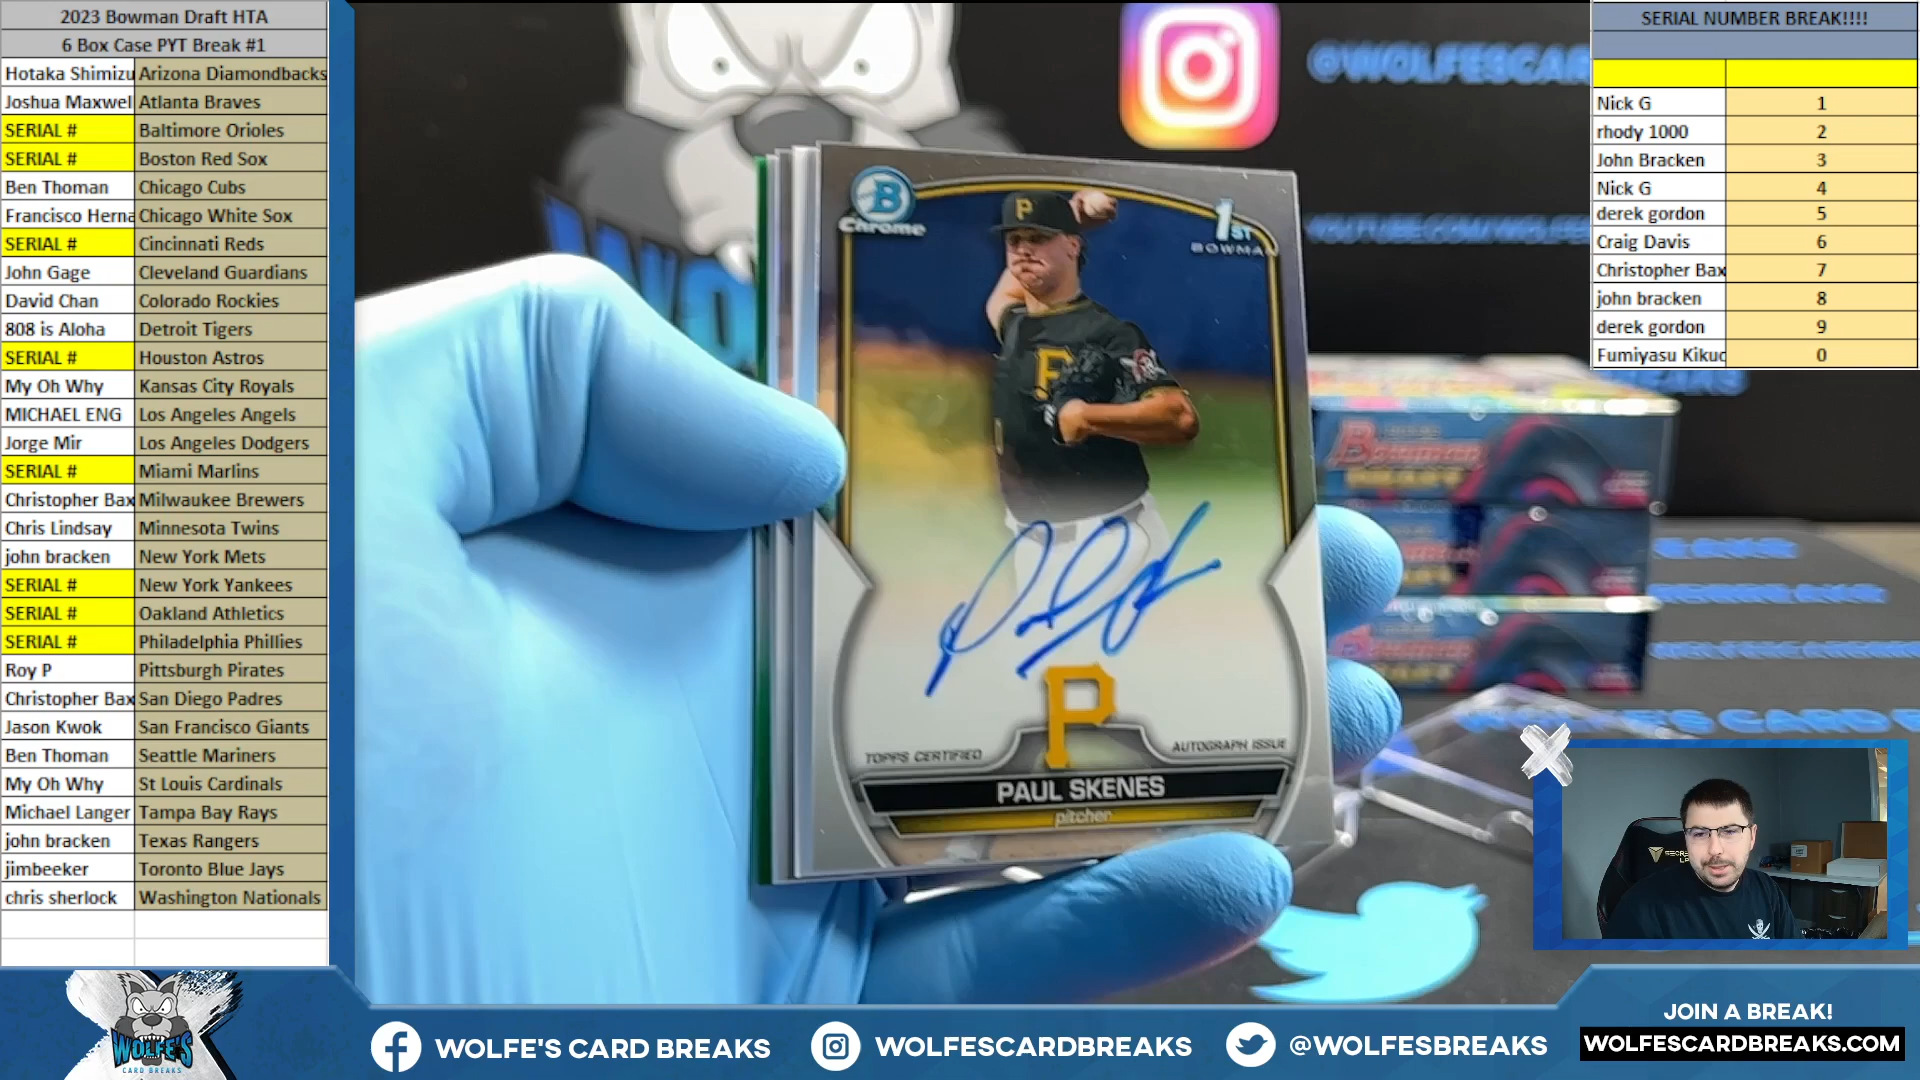 2023 Bowman Draft HTA
6 Box Case PYT Break #1
Hotaka Shimizu Arizona Diamondbacks
Joshua Maxwel Atlanta Braves
SERIAL # Baltimore Orioles
SERIAL # Boston Red Sox
Ben Thoman Chicago Cubs
Francisco Herna Chicago White Sox
SERIAL # Cincinnati Reds
John Gage Cleveland Guardians
David Chan Colorado Rockies
808 is Aloha Detroit Tigers
SERIAL # Houston Astros
My Oh Why Kansas City Royals
MICHAEL ENG Los Angeles Angels
Jorge Mir Los Angeles Dodgers
SERIAL # Miami Marlins
Christopher Bax Milwaukee Brewers
Chris Lindsay Minnesota Twins
john bracken New York Mets
SERIAL # New York Yankees
SERIAL # Oakland Athletics
SERIAL # Philadelphia Phillies
Roy P Pittsburgh Pirates
Christopher Bax San Diego Padres
Jason Kwok San Francisco Giants
Ben Thoman Seattle Mariners
My Oh Why St Louis Cardinals
Michael Langer Tampa Bay Rays
john bracken Texas Rangers
jimbeeker Toronto Blue Jays
chris sherlock Washington Nationals
@WOLFESCAR
YOUTUBE.COM/WOLFE
B
Chrome
1ST
BOWMA
P
P
TOPPS CERTIFIED
AUTOGRAPH ISSUE
P
PAUL SKENES
pitcher
Bowman
SERIAL NUMBER BREAK!!!!
Nick G 1
rhody 1000 2
John Bracken 3
Nick G 4
derek gordon 5
Craig Davis 6
Christopher Bax 7
john bracken 8
derek gordon 9
Fumiyasu Kikuc 0
WOLFE'S
CARD BREAKS
WOLFE'S CARD BREAKS
WOLFESCARDBREAKS
@WOLFESBREAKS
JOIN A BREAK!
WOLFESCARDBREAKS.COM